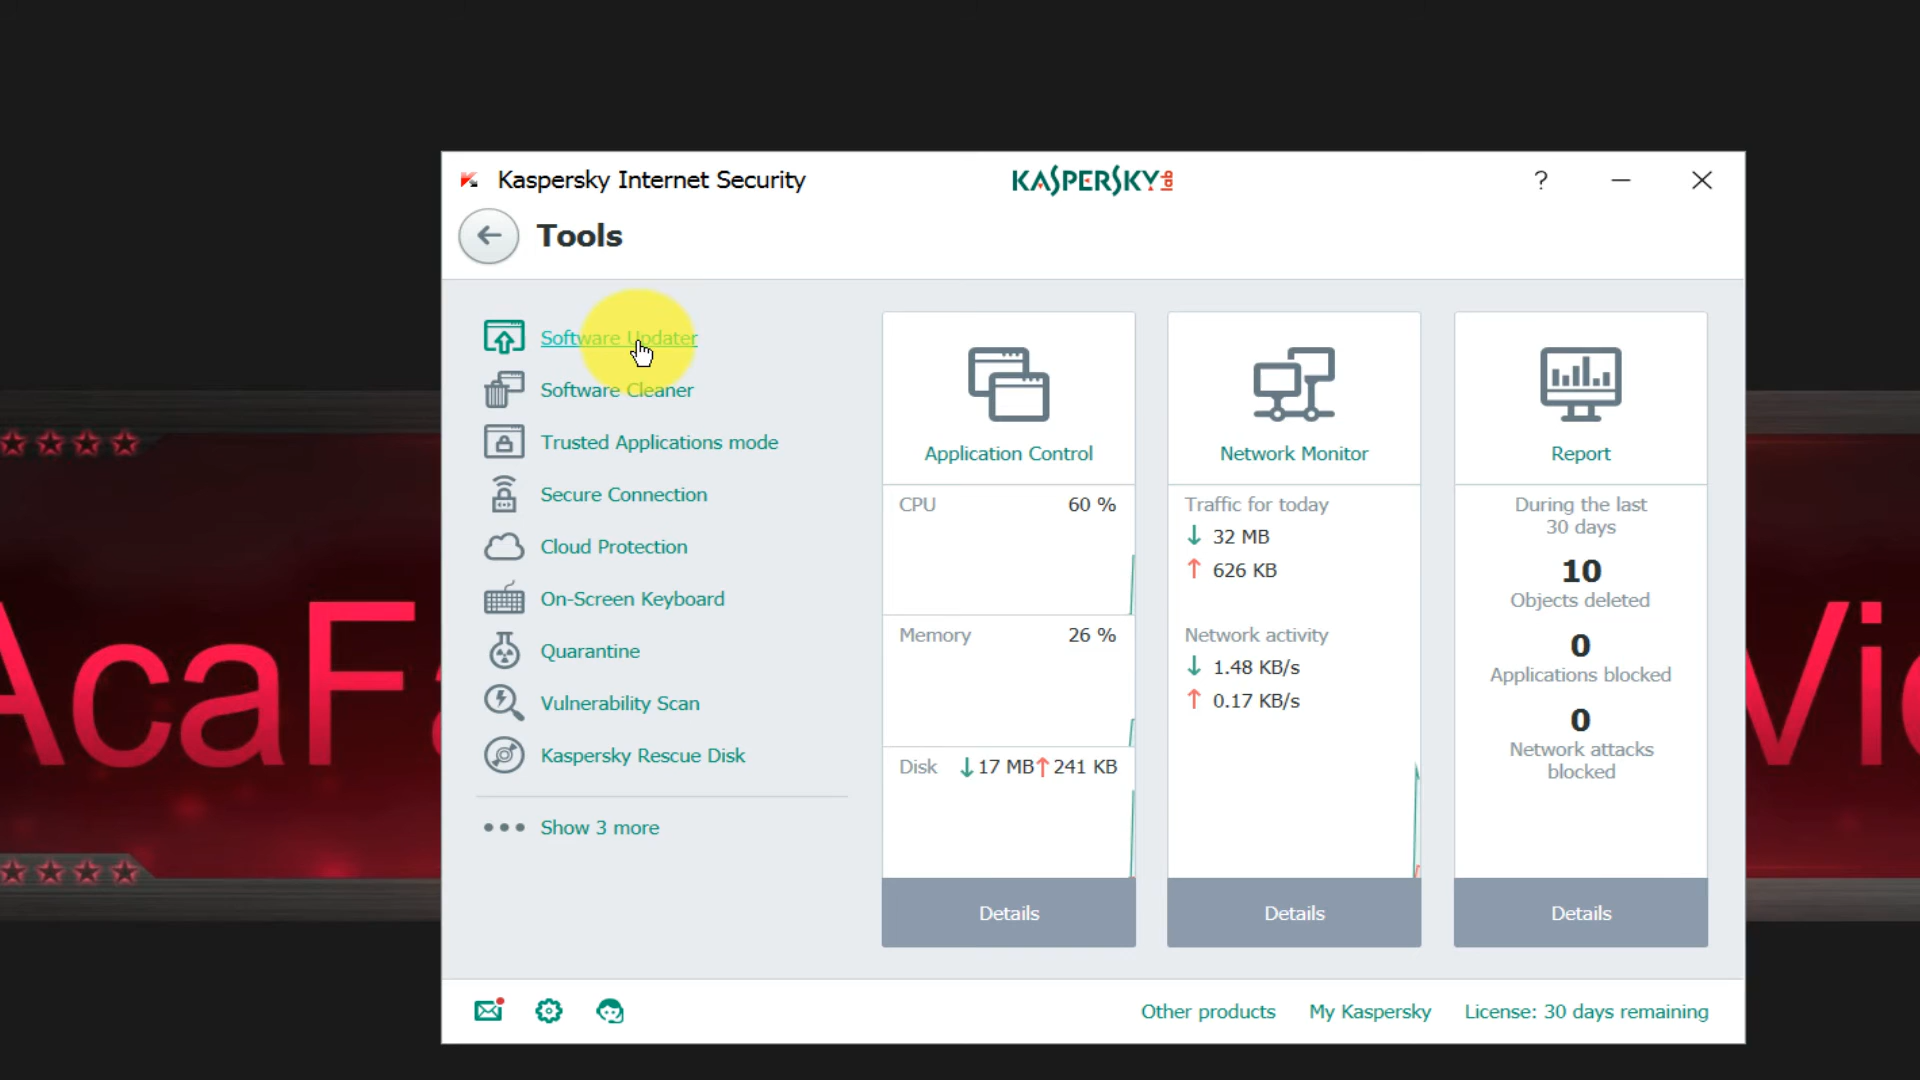 Kaspersky Internet Security
KASPERSKY lab
?
Tools
Software Updater
Software Cleaner
Trusted Applications mode
Secure Connection
Cloud Protection
On-Screen Keyboard
Quarantine
Vulnerability Scan
Kaspersky Rescue Disk
Show 3 more
Application Control
CPU 60 %
Memory 26 %
Disk 17 MB 241 KB
Details
Network Monitor
Traffic for today
32 MB
626 KB
Network activity
1.48 KB/s
0.17 KB/s
Details
Report
During the last
30 days
10
Objects deleted
0
Applications blocked
0
Network attacks
blocked
Details
Other products
My Kaspersky
License: 30 days remaining
AcaFa
Vi